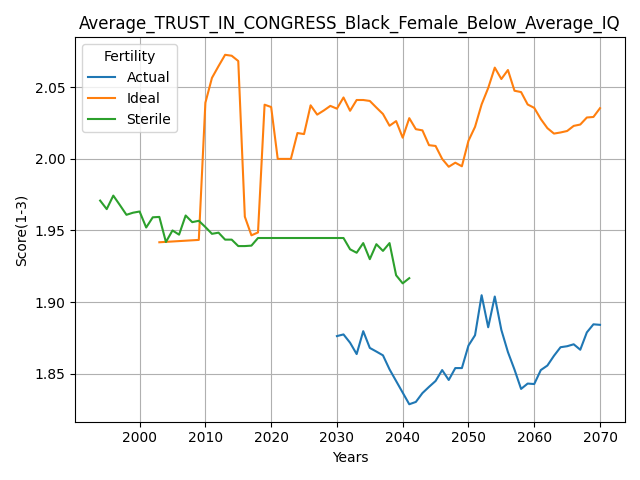 Average_TRUST_IN_CONGRESS_Black_Female_Below_Average_IQ
Fertility
Actual
Ideal
Sterile
2.05
2.00
1.95
1.90
1.85
Score(1-3)
2000 2010 2020 2030 2040 2050 2060 2070
Years